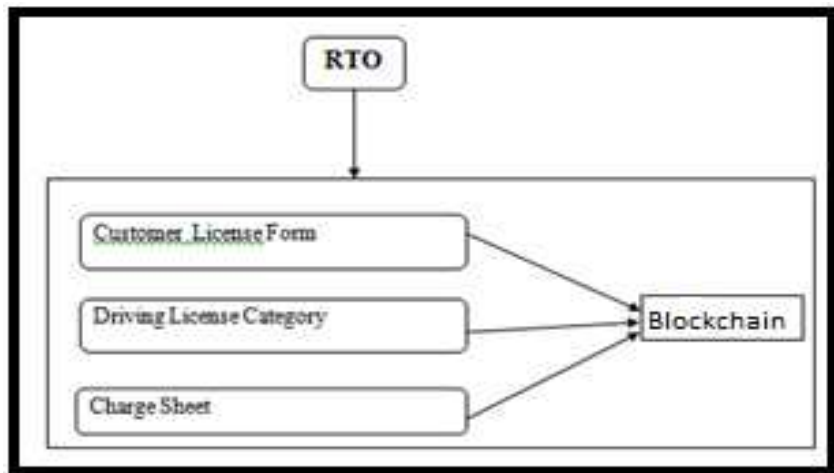 RTO
Customer License Form
Driving License Category
Blockchain
Charge Sheet